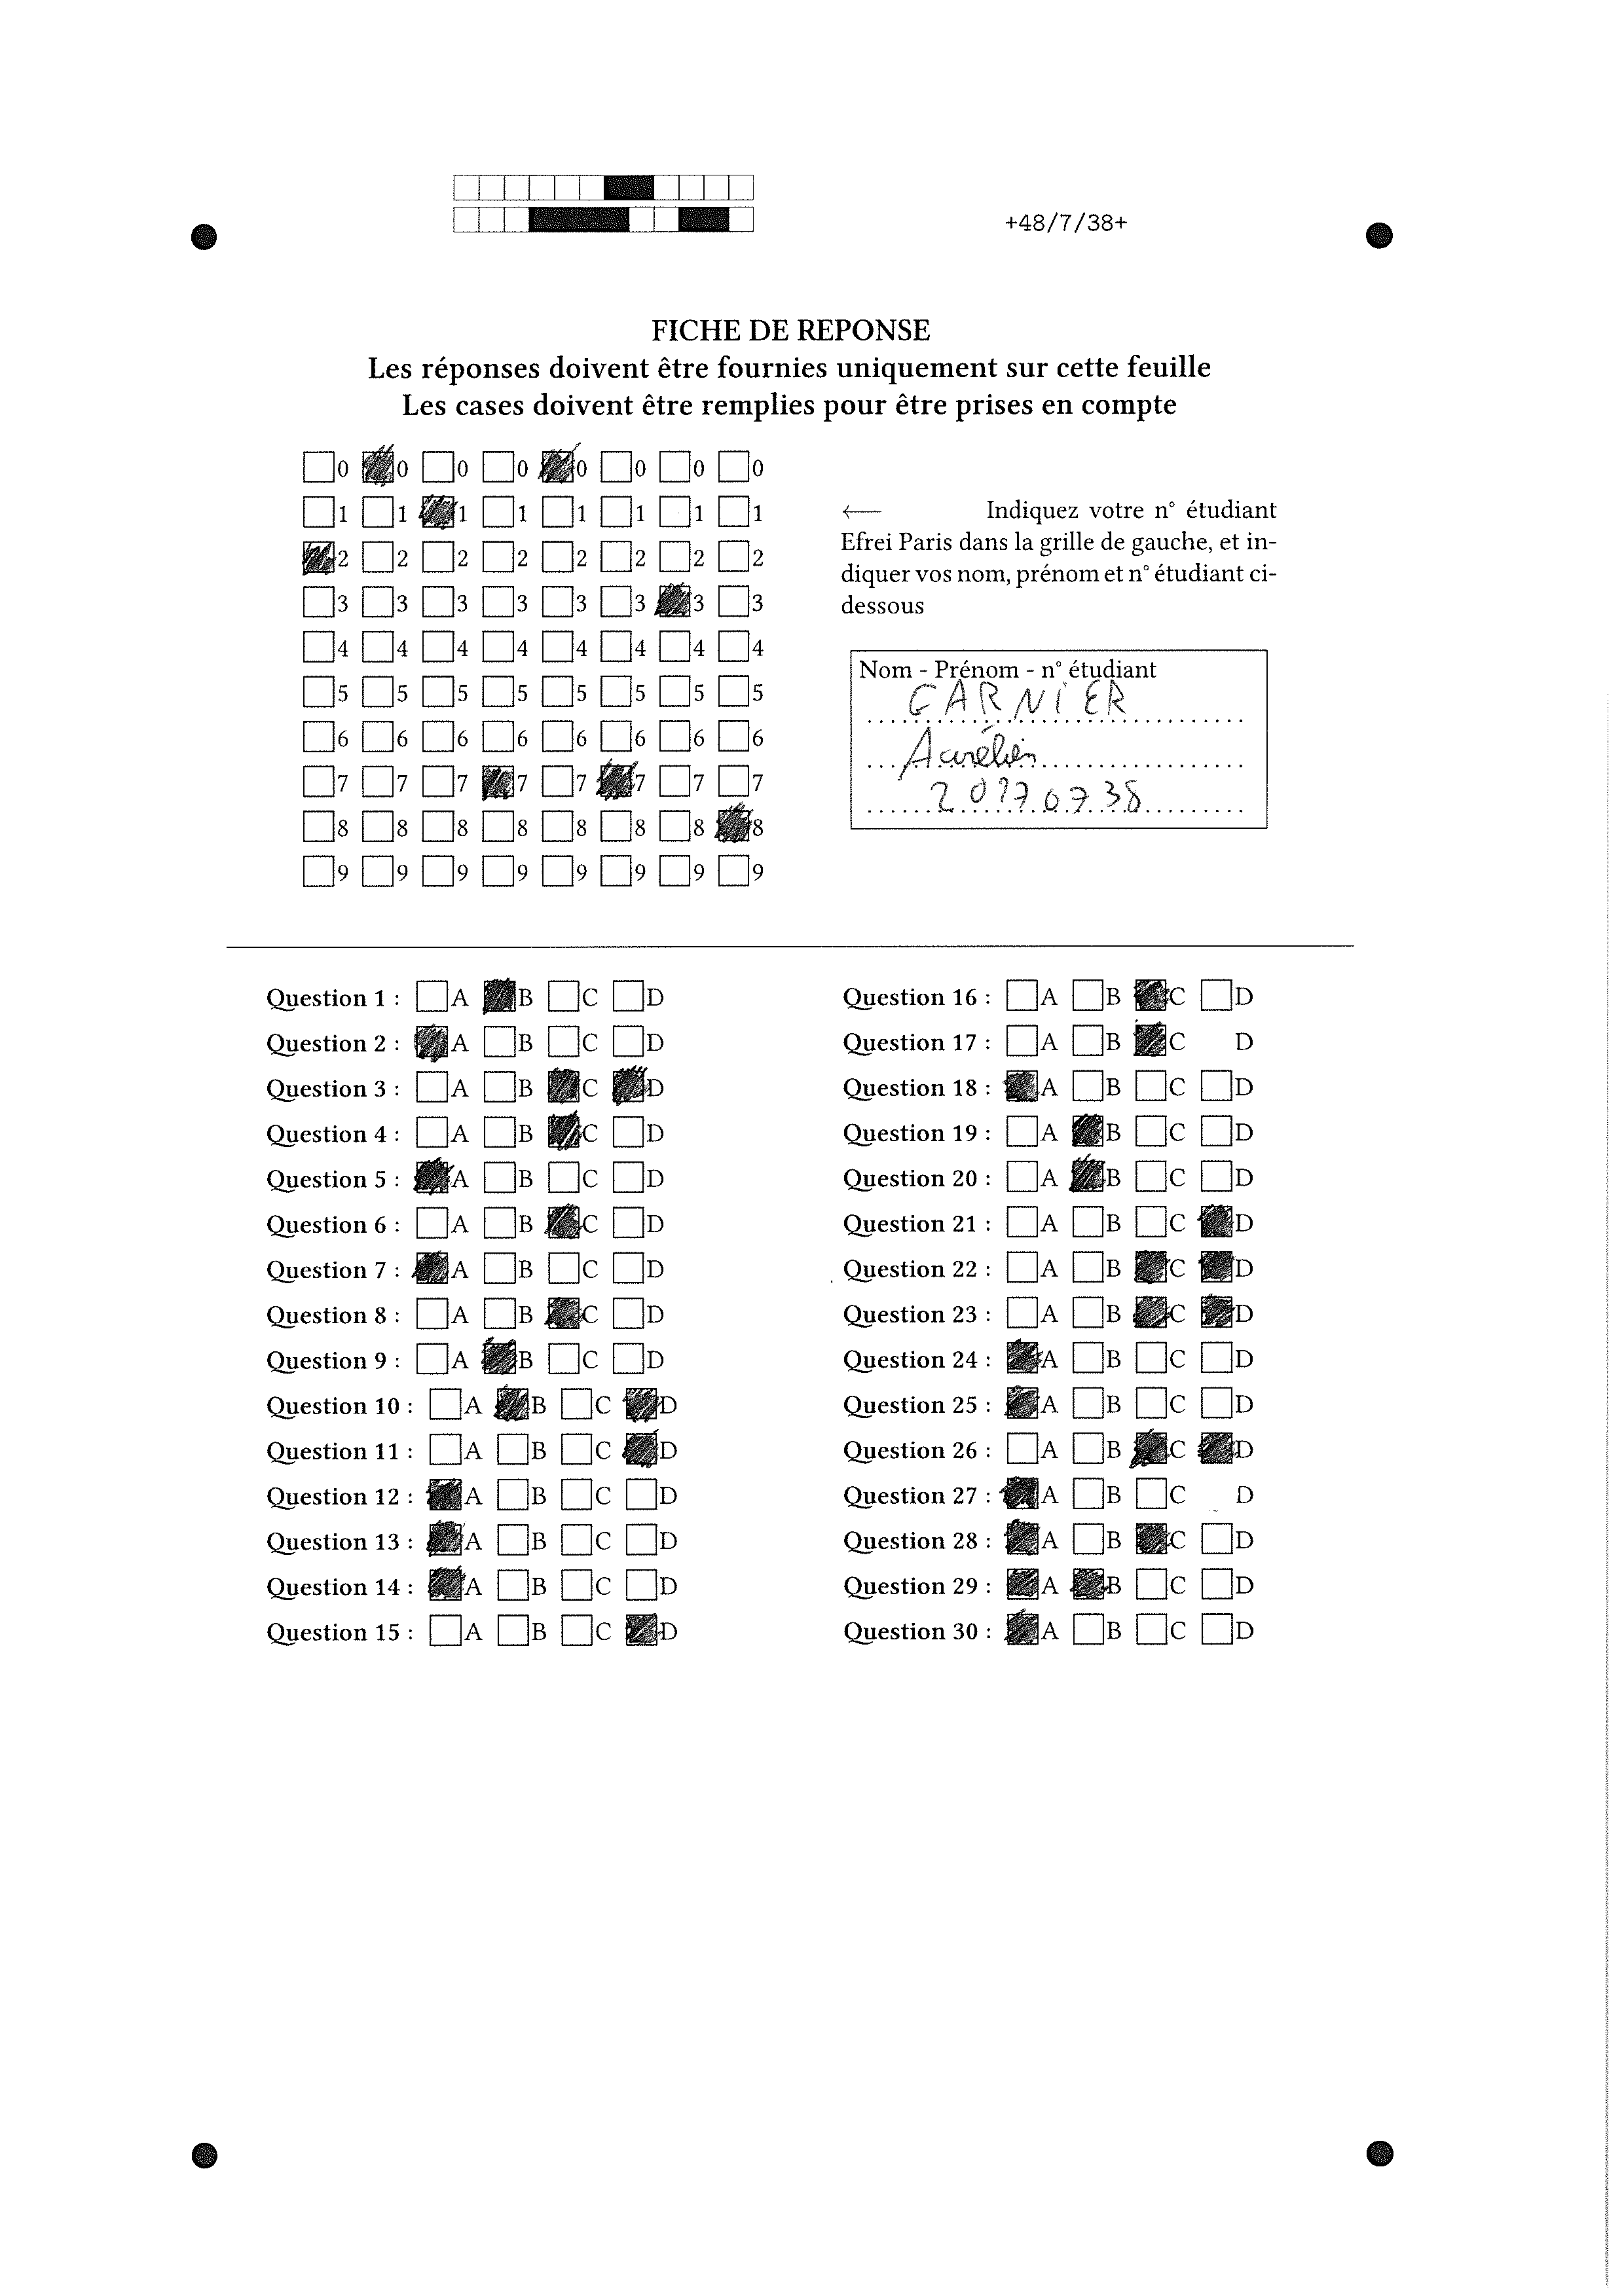 +48/7/38+
FICHE DE REPONSE
Les réponses doivent être fournies uniquement sur cette feuille
Les cases doivent être remplies pour être prises en compte
0 0 0 0 0 0 0 0
1 1 1 1 1 1 1 1
2 2 2 2 2 2 2 2
3 3 3 3 3 3 3 3
4 4 4 4 4 4 4 4
5 5 5 5 5 5 5 5
6 6 6 6 6 6 6 6
7 7 7 7 7 7 7 7
8 8 8 8 8 8 8 8
9 9 9 9 9 9 9 9
← Indiquez votre n° étudiant
Efrei Paris dans la grille de gauche, et in-
diquer vos nom, prénom et n° étudiant ci-
dessous
Nom - Prénom - n° étudiant
GARNIER
Aurélien
20170738
Question 1 : A B C D
Question 2 : A B C D
Question 3 : A B C D
Question 4 : A B C D
Question 5 : A B C D
Question 6 : A B C D
Question 7 : A B C D
Question 8 : A B C D
Question 9 : A B C D
Question 10 : A B C D
Question 11 : A B C D
Question 12 : A B C D
Question 13 : A B C D
Question 14 : A B C D
Question 15 : A B C D
Question 16 : A B C D
Question 17 : A B C D
Question 18 : A B C D
Question 19 : A B C D
Question 20 : A B C D
Question 21 : A B C D
Question 22 : A B C D
Question 23 : A B C D
Question 24 : A B C D
Question 25 : A B C D
Question 26 : A B C D
Question 27 : A B C D
Question 28 : A B C D
Question 29 : A B C D
Question 30 : A B C D